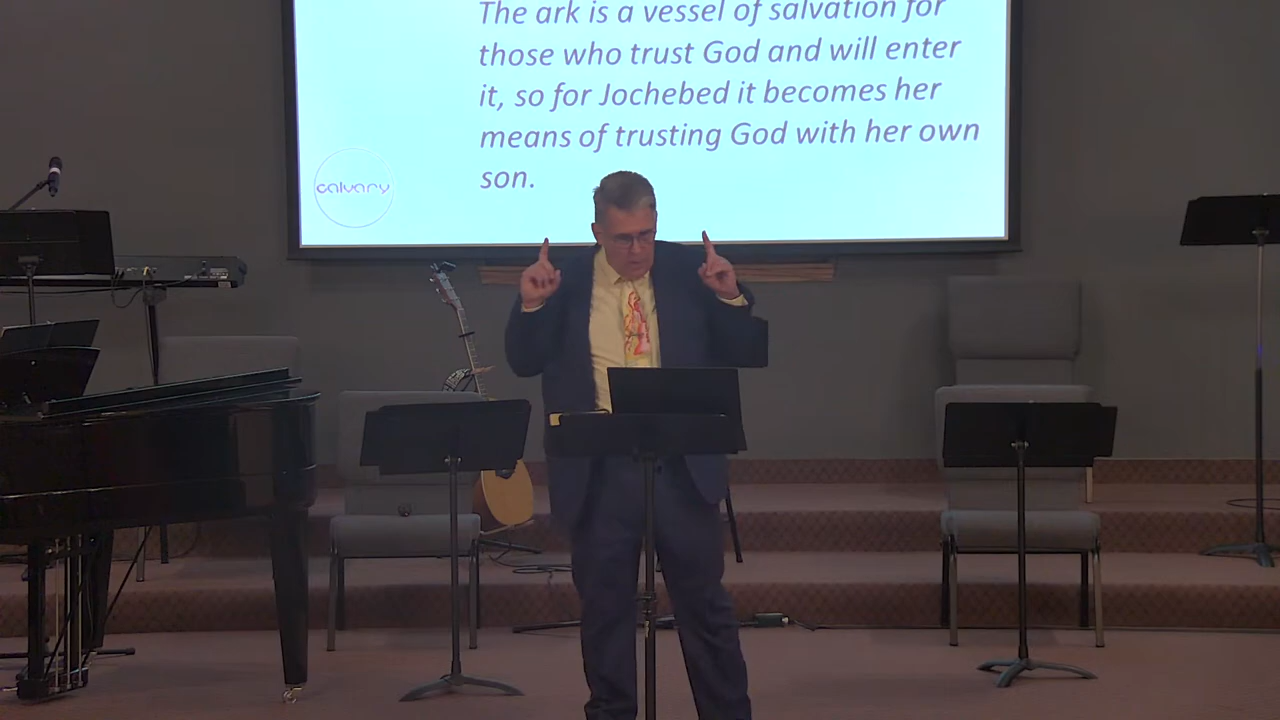 The ark is a vessel of salvation for
those who trust God and will enter
it, so for Jochebed it becomes her
means of trusting God with her own
son.
calvary